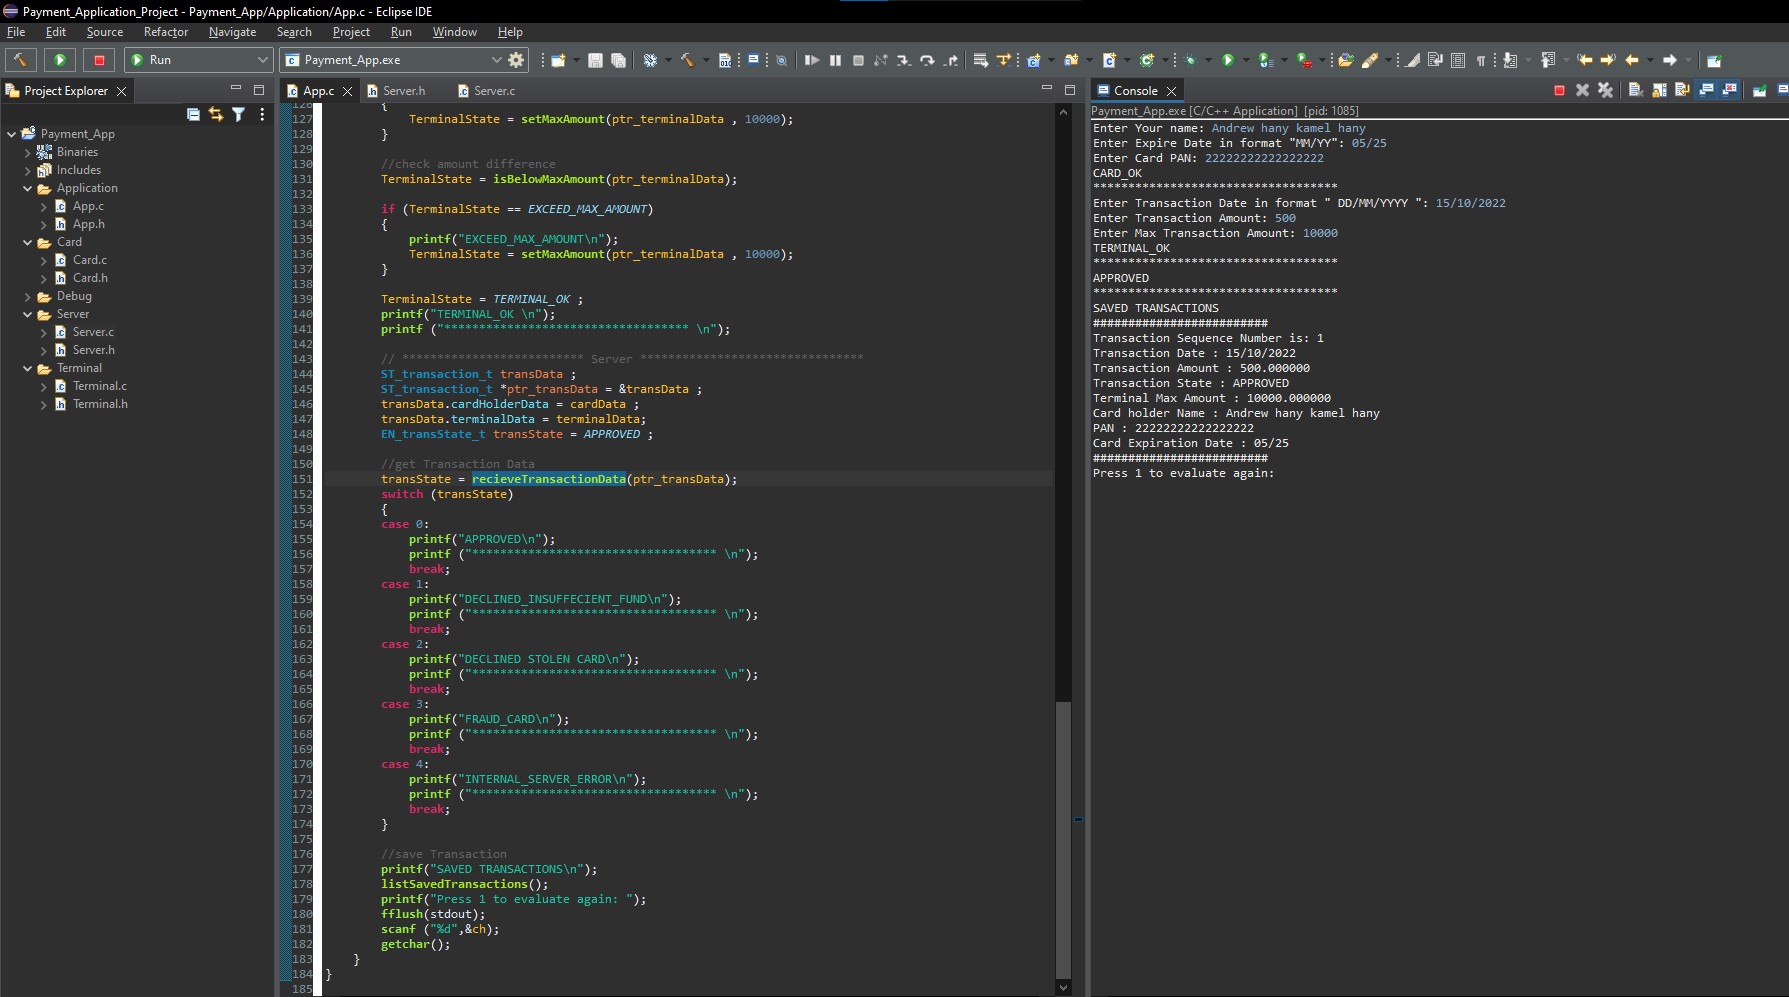 Payment_Application_Project - Payment_App/Application/App.c - Eclipse IDE
File Edit Source Refactor Navigate Search Project Run Window Help
Run
Payment_App.exe
Project Explorer
Payment_App
Binaries
Includes
Application
App.c
App.h
Card
Card.c
Card.h
Debug
Server
Server.c
Server.h
Terminal
Terminal.c
Terminal.h
App.c Server.h Server.c
126 {
127 TerminalState = setMaxAmount(ptr_terminalData , 10000);
128 }
129
130 //check amount difference
131 TerminalState = isBelowMaxAmount(ptr_terminalData);
132
133 if (TerminalState == EXCEED_MAX_AMOUNT)
134 {
135 printf("EXCEED_MAX_AMOUNT\n");
136 TerminalState = setMaxAmount(ptr_terminalData , 10000);
137 }
138
139 TerminalState = TERMINAL_OK ;
140 printf("TERMINAL_OK \n");
141 printf ("*********************************** \n");
142
143 // ************************** Server ********************************
144 ST_transaction_t transData ;
145 ST_transaction_t *ptr_transData = &transData ;
146 transData.cardHolderData = cardData ;
147 transData.terminalData = terminalData;
148 EN_transState_t transState = APPROVED ;
149
150 //get Transaction Data
151 transState = recieveTransactionData(ptr_transData);
152 switch (transState)
153 {
154 case 0:
155 printf("APPROVED\n");
156 printf ("*********************************** \n");
157 break;
158 case 1:
159 printf("DECLINED_INSUFFECIENT_FUND\n");
160 printf ("*********************************** \n");
161 break;
162 case 2:
163 printf("DECLINED STOLEN CARD\n");
164 printf ("*********************************** \n");
165 break;
166 case 3:
167 printf("FRAUD_CARD\n");
168 printf ("*********************************** \n");
169 break;
170 case 4:
171 printf("INTERNAL_SERVER_ERROR\n");
172 printf ("*********************************** \n");
173 break;
174 }
175
176 //save Transaction
177 printf("SAVED TRANSACTIONS\n");
178 listSavedTransactions();
179 printf("Press 1 to evaluate again: ");
180 fflush(stdout);
181 scanf ("%d",&ch);
182 getchar();
183 }
184 }
185
Console
Payment_App.exe [C/C++ Application] [pid: 1085]
Enter Your name: Andrew hany kamel hany
Enter Expire Date in format "MM/YY": 05/25
Enter Card PAN: 22222222222222222
CARD_OK
***********************************
Enter Transaction Date in format " DD/MM/YYYY ": 15/10/2022
Enter Transaction Amount: 500
Enter Max Transaction Amount: 10000
TERMINAL_OK
***********************************
APPROVED
***********************************
SAVED TRANSACTIONS
#########################
Transaction Sequence Number is: 1
Transaction Date : 15/10/2022
Transaction Amount : 500.000000
Transaction State : APPROVED
Terminal Max Amount : 10000.000000
Card holder Name : Andrew hany kamel hany
PAN : 22222222222222222
Card Expiration Date : 05/25
#########################
Press 1 to evaluate again: